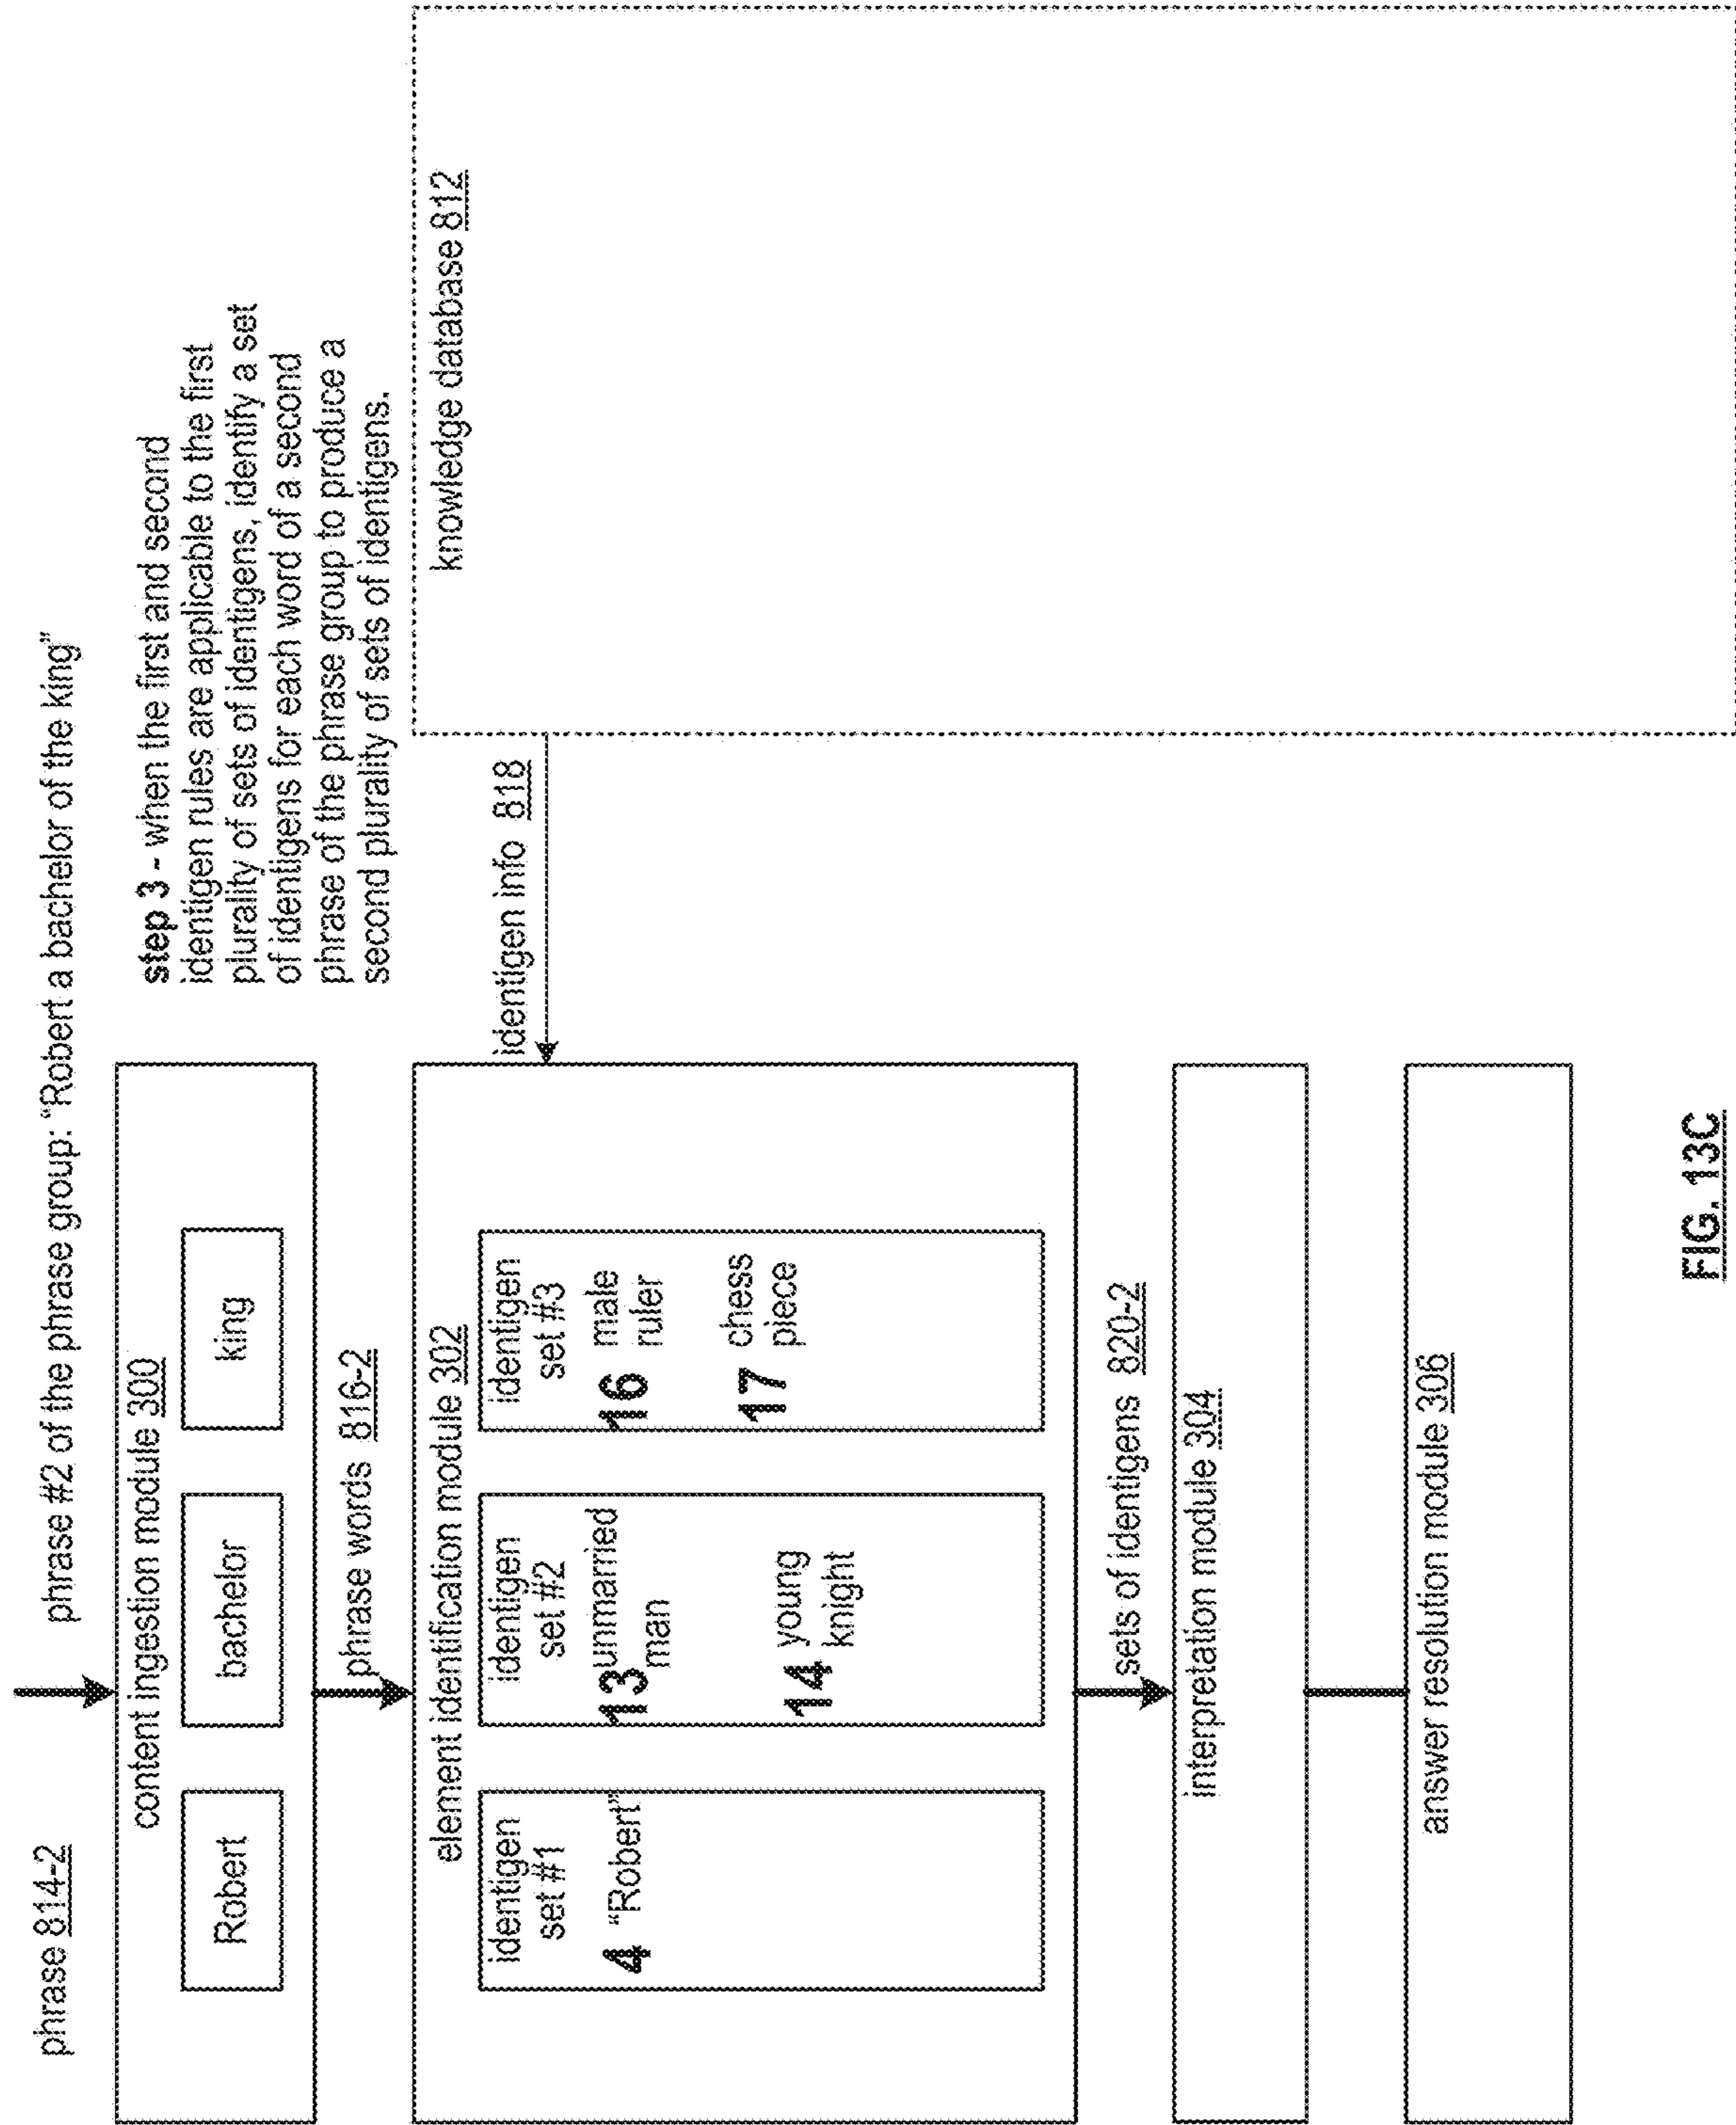 phrase 814-2
phrase #2 of the phrase group: “Robert a bachelor of the king”
content ingestion module 300
Robert
bachelor
king
step 3 - when the first and second
identigen rules are applicable to the first
plurality of sets of identigens, identify a set
of identigens for each word of a second
phrase of the phrase group to produce a
second plurality of sets of identigens.
phrase words 816-2
element identification module 302
identigen
set #1
4 “Robert”
identigen
set #2
13 unmarried
man
14 young
knight
identigen
set #3
16 male
ruler
17 chess
piece
identigen info 818
knowledge database 812
sets of identigens 820-2
interpretation module 304
answer resolution module 306
FIG. 13C